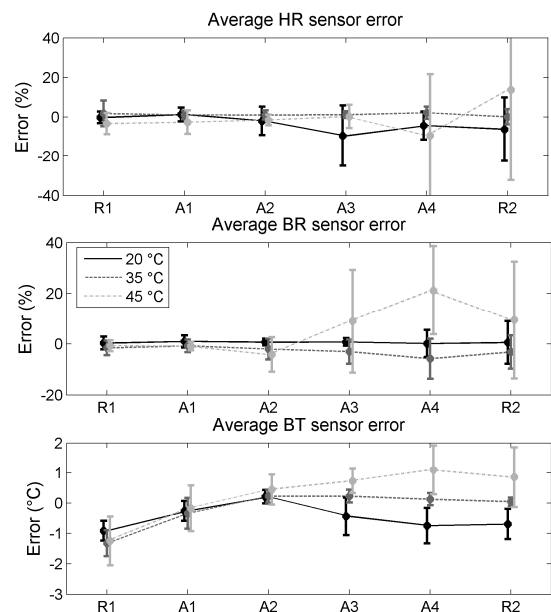 Average HR sensor error
40
20
0
-20
-40
Error (%)
R1 A1 A2 A3 A4 R2
Average BR sensor error
40
20
0
-20
Error (%)
20 °C
35 °C
45 °C
R1 A1 A2 A3 A4 R2
Average BT sensor error
2
1
0
-1
-2
-3
Error (°C)
R1 A1 A2 A3 A4 R2